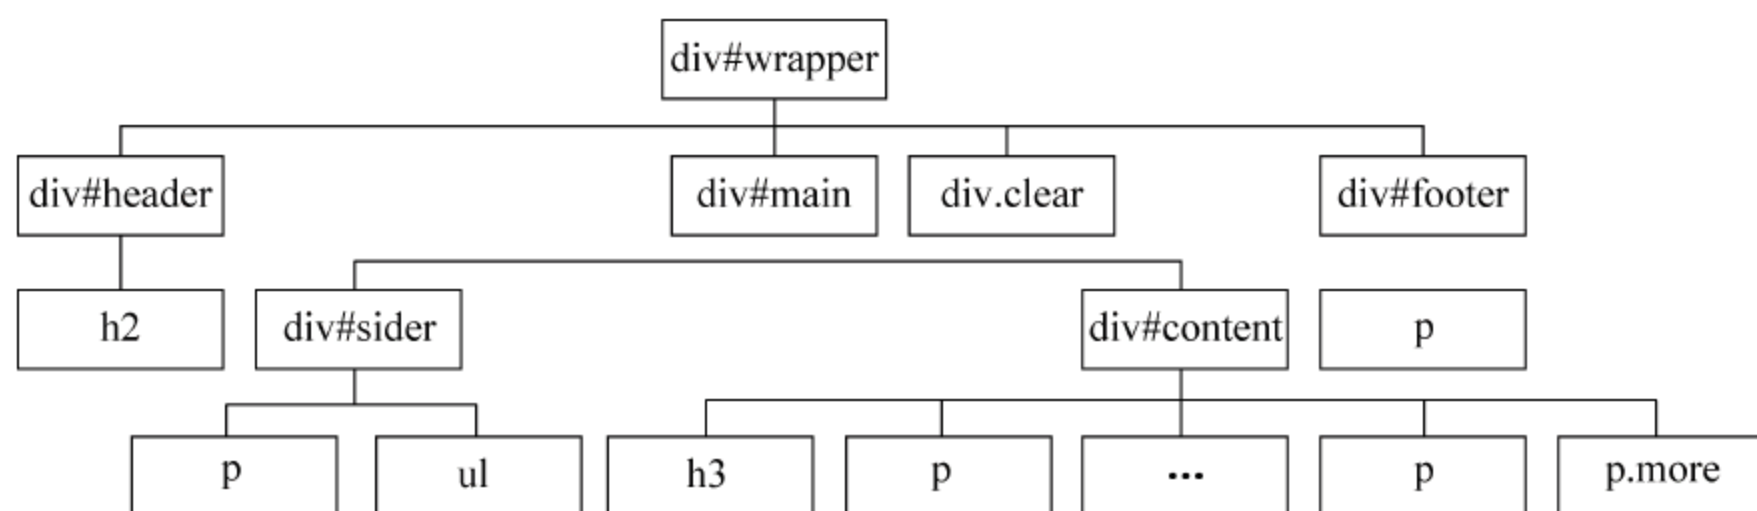 div#wrapper
div#header
div#main
div.clear
div#footer
h2
div#sider
div#content
p
p
ul
h3
p
...
p
p.more